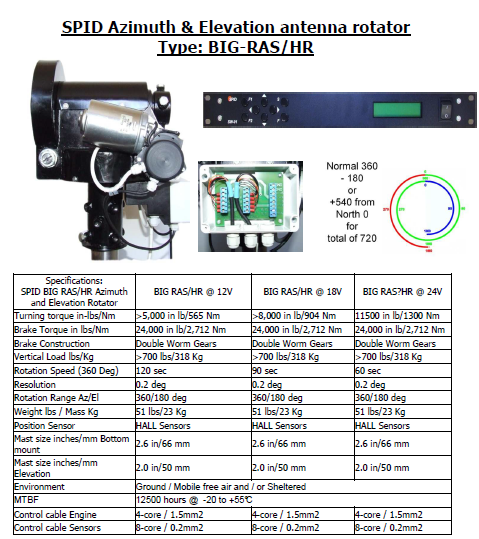 SPID Azimuth & Elevation antenna rotator
Type: BIG-RAS/HR
SPID
F1
F2
S
F
Normal 360
- 180
or
+540 from
North 0
for
total of 720
Specifications:
SPID BIG RAS/HR Azimuth
and Elevation Rotator
BIG RAS/HR @ 12V
BIG RAS/HR @ 18V
BIG RAS?HR @ 24V
Turning torque in-lbs/Nm
>5,000 in lb/565 Nm
>8,000 in lb/904 Nm
11500 in lb/1300 Nm
Brake Torque in lbs/Nm
24,000 in lb/2,712 Nm
24,000 in lb/2,712 Nm
24,000 in lb/2,712 Nm
Brake Construction
Double Worm Gears
Double Worm Gears
Double Worm Gears
Vertical Load lbs/Kg
>700 lbs/318 Kg
>700 lbs/318 Kg
>700 lbs/318 Kg
Rotation Speed (360 Deg)
120 sec
90 sec
60 sec
Resolution
0.2 deg
0.2 deg
0.2 deg
Rotation Range Az/El
360/180 deg
360/180 deg
360/180 deg
Weight lbs / Mass Kg
51 lbs/23 Kg
51 lbs/23 Kg
51 lbs/23 Kg
Position Sensor
HALL Sensors
HALL Sensors
HALL Sensors
Mast size inches/mm Bottom
mount
2.6 in/66 mm
2.6 in/66 mm
2.6 in/66 mm
Mast size inches/mm
Elevation
2.0 in/50 mm
2.0 in/50 mm
2.0 in/50 mm
Environment
Ground / Mobile free air and / or Sheltered
MTBF
12500 hours @ -20 to +55°C
Control cable Engine
4-core / 1.5mm2
4-core / 1.5mm2
4-core / 1.5mm2
Control cable Sensors
8-core / 0.2mm2
8-core / 0.2mm2
8-core / 0.2mm2